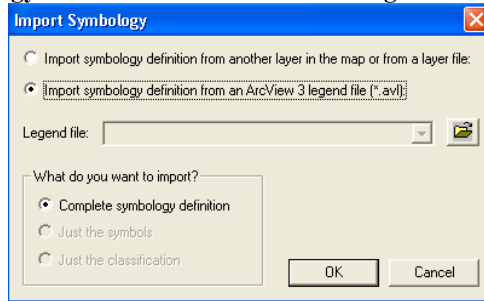 Import Symbology
Import symbology definition from another layer in the map or from a layer file:
Import symbology definition from an ArcView 3 legend file (*.avl):
Legend file:
What do you want to import?
Complete symbology definition
Just the symbols
Just the classification
OK
Cancel